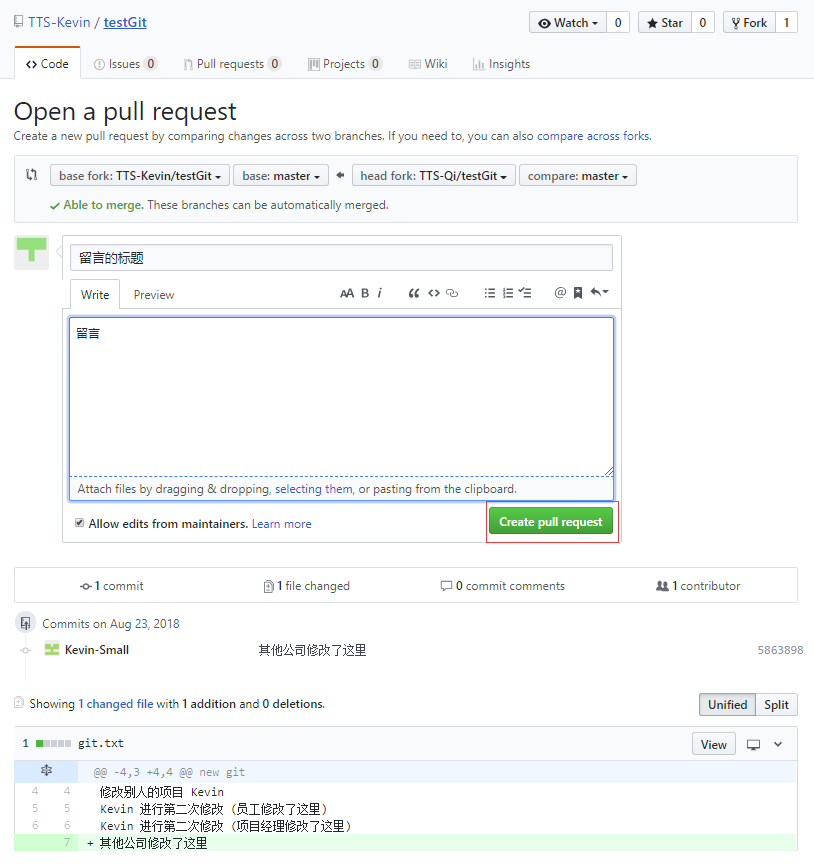 TTS-Kevin / testGit
Watch 0 Star 0 Fork 1
Code Issues 0 Pull requests 0 Projects 0 Wiki Insights
Open a pull request
Create a new pull request by comparing changes across two branches. If you need to, you can also compare across forks.
base fork: TTS-Kevin/testGit base: master head fork: TTS-Qi/testGit compare: master
Able to merge. These branches can be automatically merged.
留言的标题
Write Preview AA B i @
留言
Attach files by dragging & dropping, selecting them, or pasting from the clipboard.
Allow edits from maintainers. Learn more Create pull request
1 commit 1 file changed 0 commit comments 1 contributor
Commits on Aug 23, 2018
Kevin-Small 其他公司修改了这里 5863898
Showing 1 changed file with 1 addition and 0 deletions. Unified Split
1 git.txt View
@@ -4,3 +4,4 @@ new git
4 4 修改别人的项目 Kevin
5 5 Kevin 进行第二次修改（员工修改了这里）
6 6 Kevin 进行第二次修改（项目经理修改了这里）
7 + 其他公司修改了这里